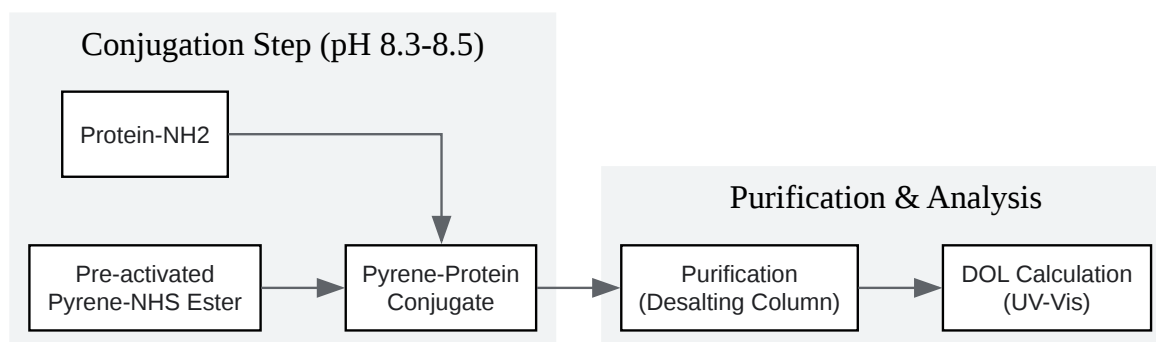 Conjugation Step (pH 8.3-8.5)
Protein-NH2
Pre-activated
Pyrene-NHS Ester
Pyrene-Protein
Conjugate
Purification & Analysis
Purification
(Desalting Column)
DOL Calculation
(UV-Vis)